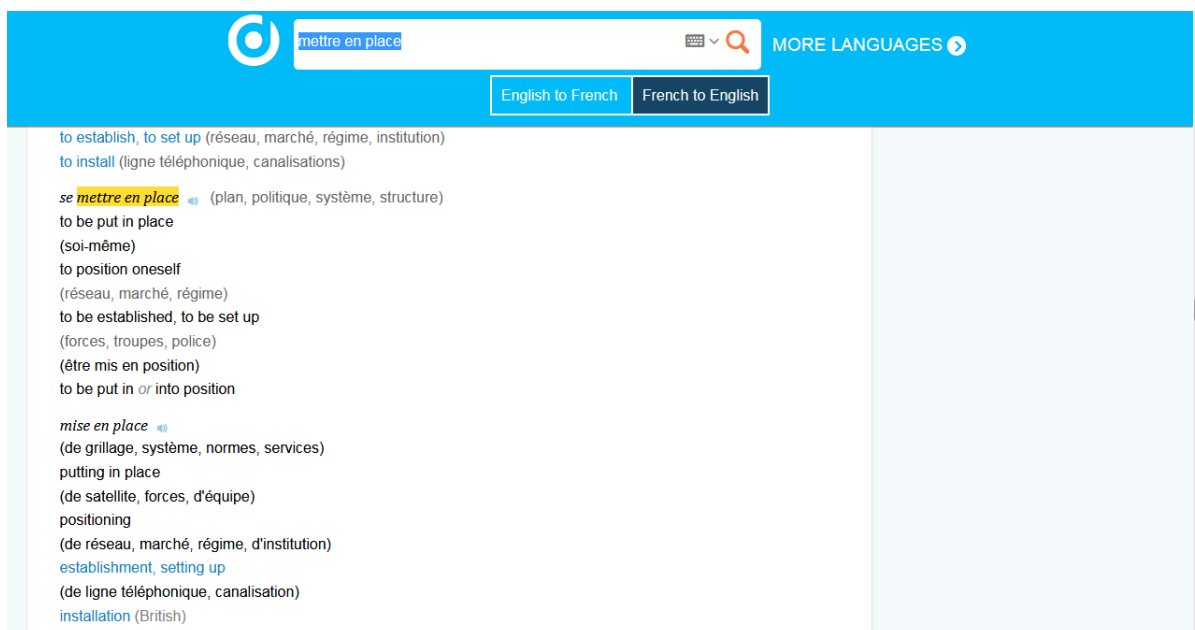 mettre en place
MORE LANGUAGES
English to French
French to English
to establish, to set up (réseau, marché, régime, institution)
to install (ligne téléphonique, canalisations)
se mettre en place (plan, politique, système, structure)
to be put in place
(soi-même)
to position oneself
(réseau, marché, régime)
to be established, to be set up
(forces, troupes, police)
(être mis en position)
to be put in or into position
mise en place
(de grillage, système, normes, services)
putting in place
(de satellite, forces, d'équipe)
positioning
(de réseau, marché, régime, d'institution)
establishment, setting up
(de ligne téléphonique, canalisation)
installation (British)